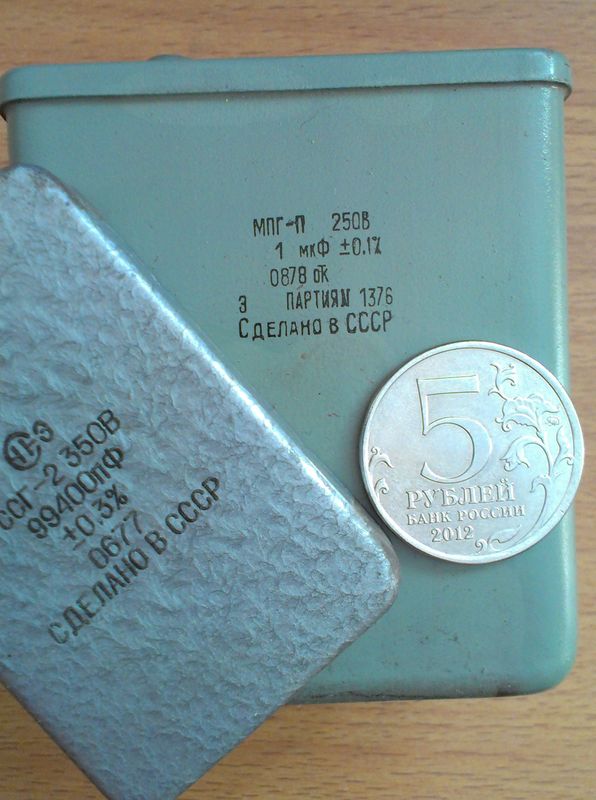 МПГ-П 250В
1 мкФ ±0.1%
0878 ОК
Э ПАРТИЯ№ 1376
СДЕЛАНО В СССР
Э
ССГ-2 350В
99400пФ
±0.3%
0677
СДЕЛАНО В СССР
5
РУБЛЕЙ
БАНК РОССИИ
2012